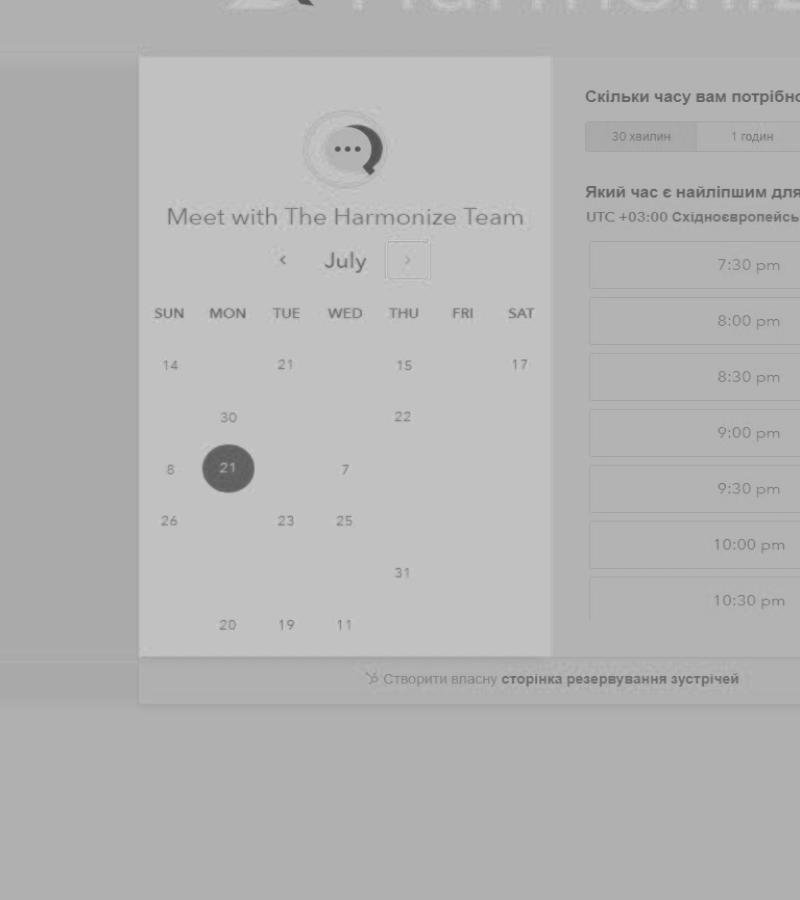 Meet with The Harmonize Team
July
SUN MON TUE WED THU FRI SAT
14 21 15 17
30 22
8 21 7
26 23 25
31
20 19 11
Скільки часу вам потрібно
30 хвилин 1 годин
Який час є найліпшим для
UTC +03:00 Східноєвропейсь
7:30 pm
8:00 pm
8:30 pm
9:00 pm
9:30 pm
10:00 pm
10:30 pm
Створити власну сторінка резервування зустрічей